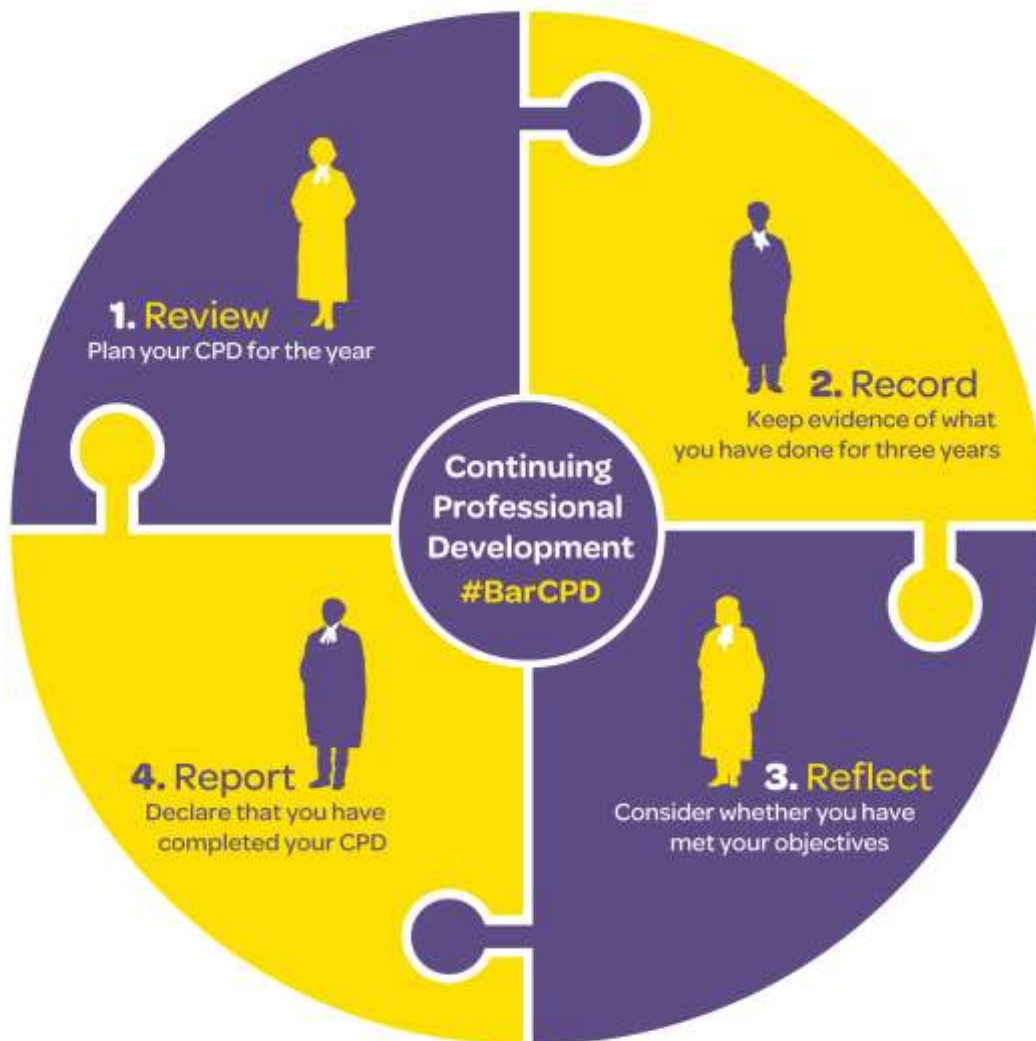 1. Review
Plan your CPD for the year
2. Record
Keep evidence of what
you have done for three years
Continuing
Professional
Development
#BarCPD
3. Reflect
Consider whether you have
met your objectives
4. Report
Declare that you have
completed your CPD